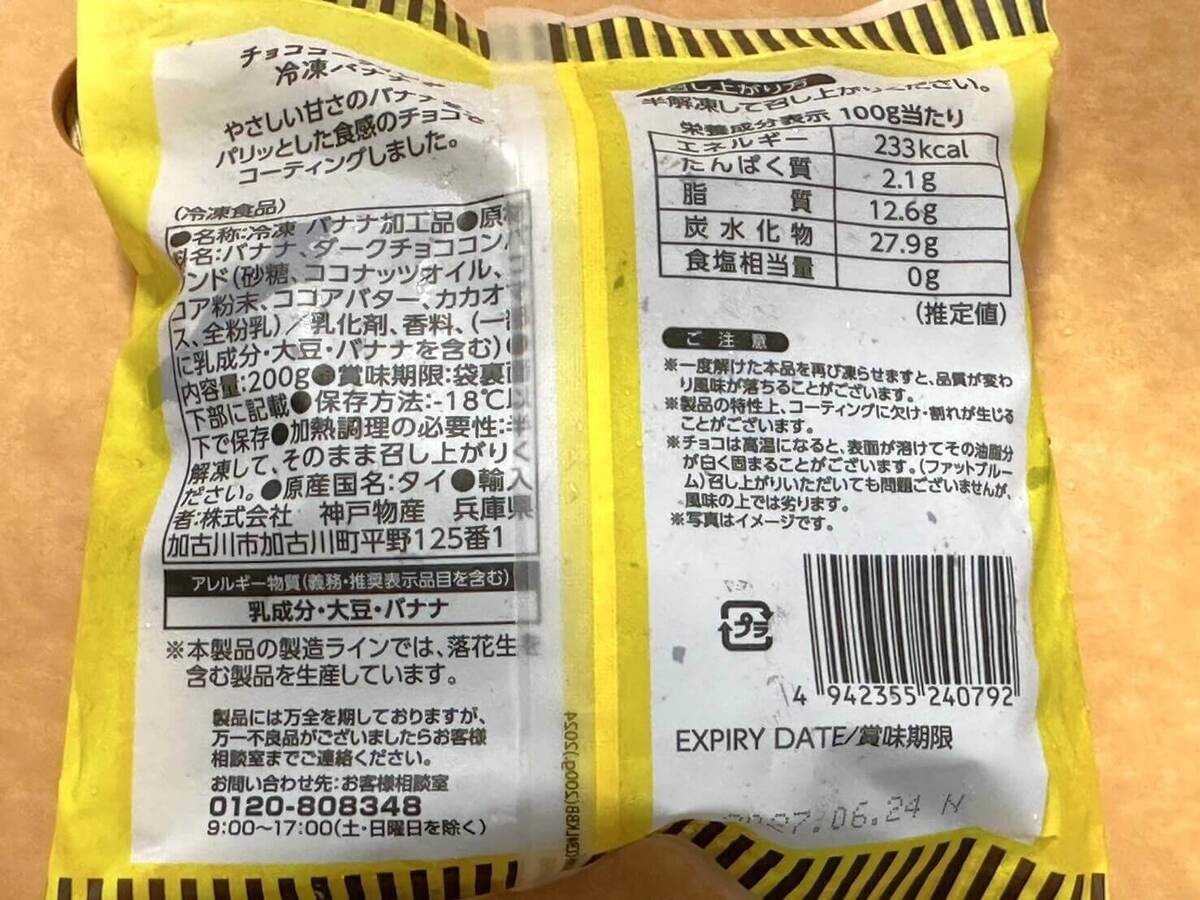 チョココー
冷凍バナナ
やさしい甘さのバナナを
パリッとした食感のチョコで
コーティングしました。
(冷凍食品)
●名称:冷凍 バナナ加工品●原材
料名:バナナ、ダークチョココンパ
ウンド(砂糖、ココナッツオイル、
ココア粉末、ココアバター、カカオマ
ス、全粉乳)/乳化剤、香料、(一部
に乳成分・大豆・バナナを含む)●
内容量:200g●賞味期限:袋裏面
下部に記載●保存方法:-18℃以
下で保存●加熱調理の必要性:半
解凍して、そのまま召し上がりく
ださい。●原産国名:タイ●輸入
者:株式会社 神戸物産 兵庫県
加古川市加古川町平野125番1
アレルギー物質(義務・推奨表示品目を含む)
乳成分・大豆・バナナ
※本製品の製造ラインでは、落花生を
含む製品を生産しています。
製品には万全を期しておりますが、
万一不良品がございましたらお客様
相談室までご連絡ください。
お問い合わせ先:お客様相談室
0120-808348
9:00～17:00(土・日曜日を除く)
(200g)2024
召し上がり方
半解凍して召し上がりください。
栄養成分表示 100g当たり
エネルギー 233kcal
たんぱく質 2.1g
脂質 12.6g
炭水化物 27.9g
食塩相当量 0g
(推定値)
ご注意
※一度解けた本品を再び凍らせますと、品質が変わ
り風味が落ちることがございます。
※製品の特性上、コーティングに欠け・割れが生じる
ことがございます。
※チョコは高温になると、表面が溶けてその油脂分
が白く固まることがございます。(ファットブルー
ム)召し上がりいただいても問題ございませんが、
風味の上では劣ります。
※写真はイメージです。
プラ
4 942355 240792
EXPIRY DATE/賞味期限
2027.06.24 N